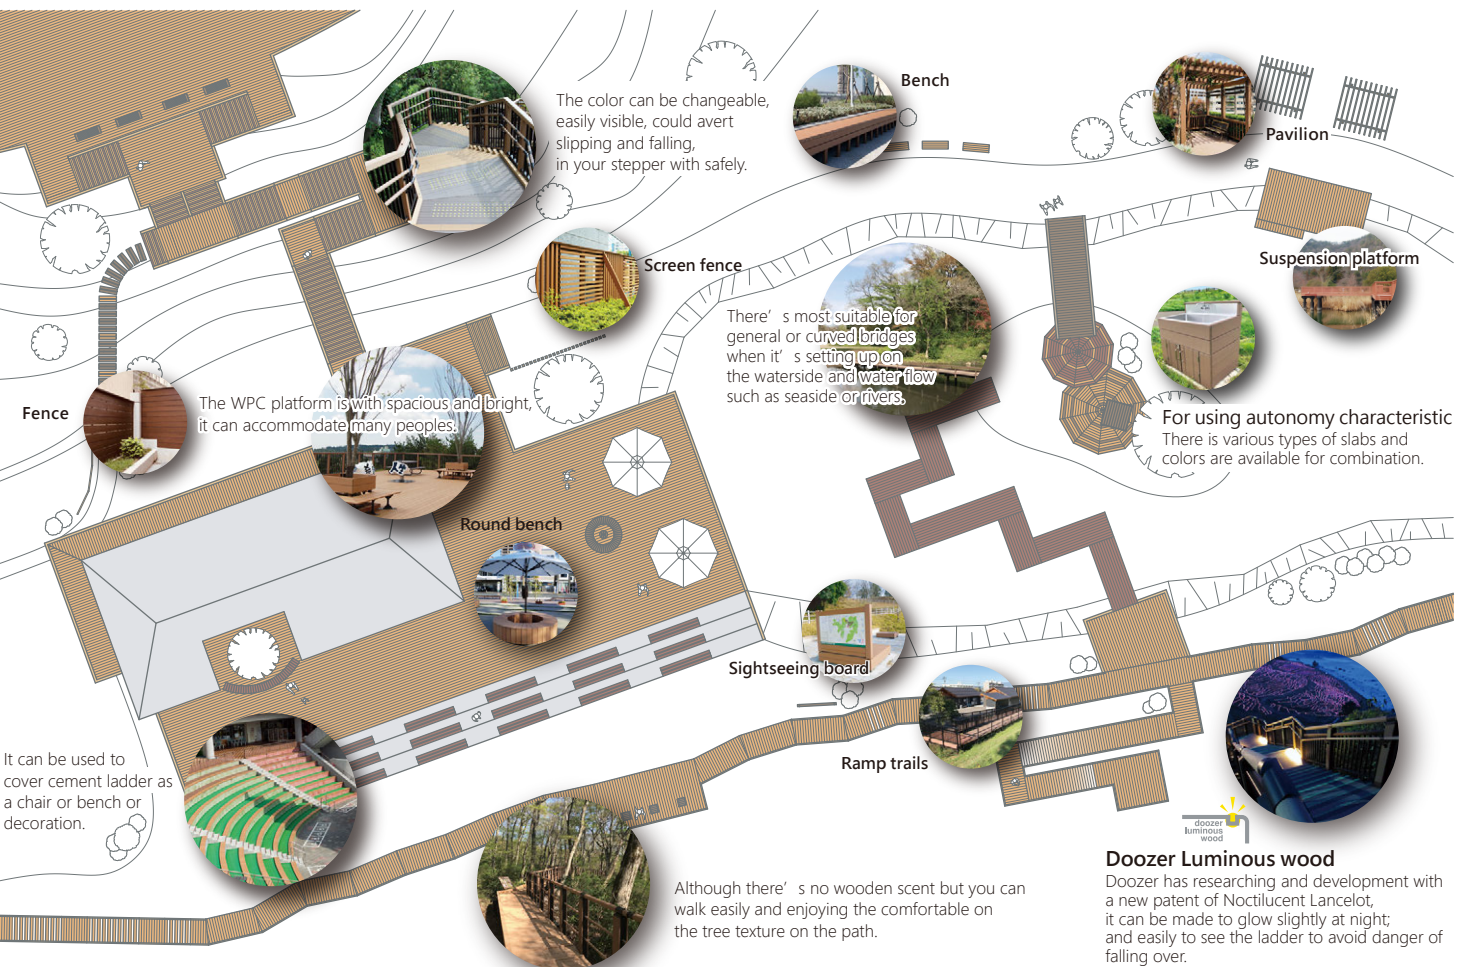 The color can be changeable,
easily visible, could avert
slipping and falling,
in your stepper with safely.
Bench
Pavilion
Screen fence
Suspension platform
There's most suitable for
general or curved bridges
when it's setting up on
the waterside and water flow
such as seaside or rivers.
Fence
The WPC platform is with spacious and bright,
it can accommodate many peoples.
For using autonomy characteristic
There is various types of slabs and
colors are available for combination.
Round bench
Sightseeing board
Ramp trails
It can be used to
cover cement ladder as
a chair or bench or
decoration.
doozer
luminous
wood
Doozer Luminous wood
Doozer has researching and development with
a new patent of Noctilucent Lancelot,
it can be made to glow slightly at night;
and easily to see the ladder to avoid danger of
falling over.
Although there's no wooden scent but you can
walk easily and enjoying the comfortable on
the tree texture on the path.